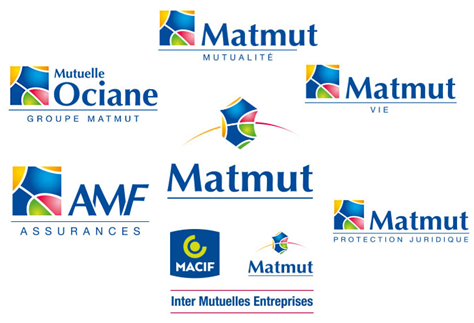 Matmut
MUTUALITÉ
Mutuelle
Ociane
GROUPE MATMUT
Matmut
VIE
Matmut
AMF
ASSURANCES
Matmut
PROTECTION JURIDIQUE
MACIF
Matmut
Inter Mutuelles Entreprises